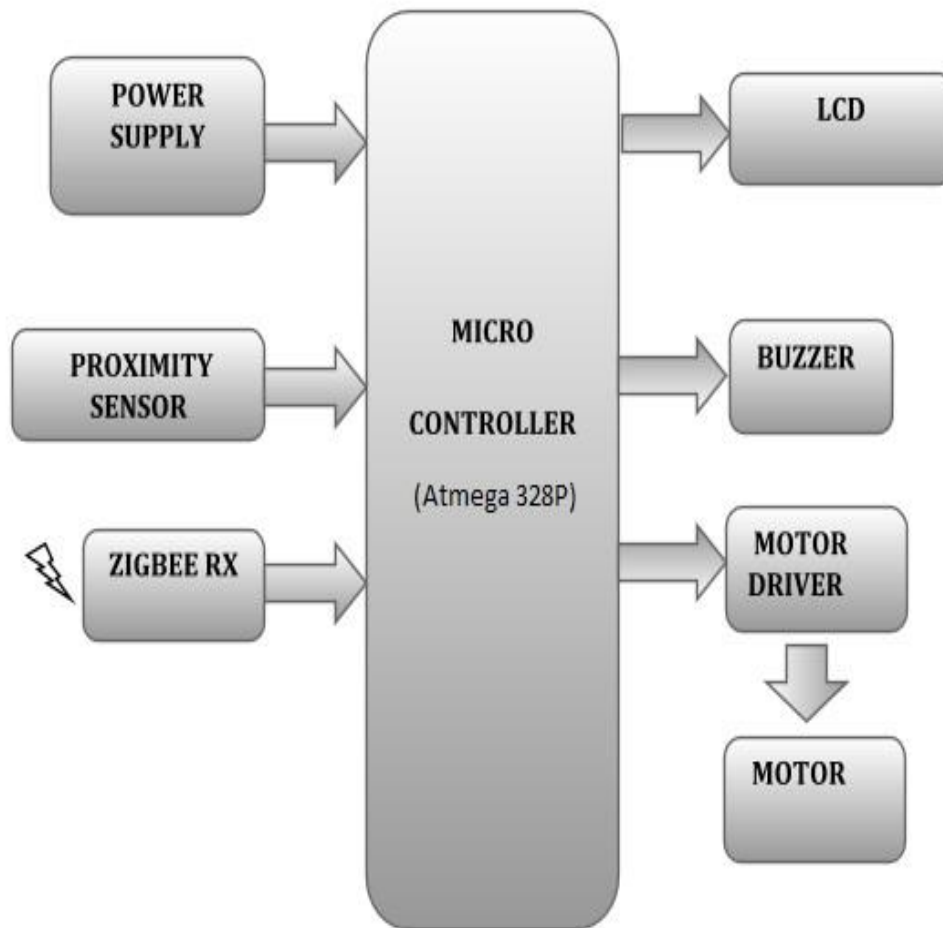 POWER
SUPPLY
PROXIMITY
SENSOR
ZIGBEE RX
MICRO
CONTROLLER
(Atmega 328P)
LCD
BUZZER
MOTOR
DRIVER
MOTOR